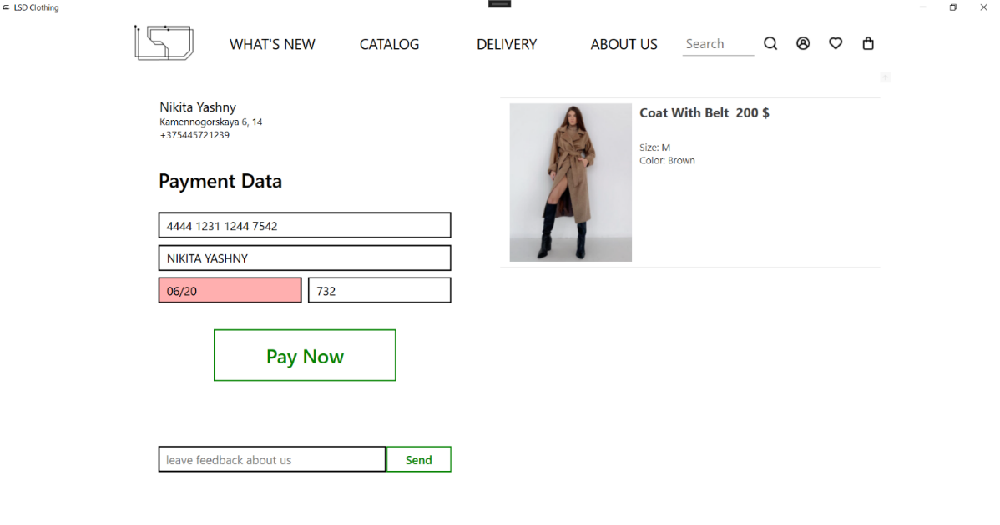 LSD Clothing
LSD
WHAT'S NEW CATALOG DELIVERY ABOUT US Search
Nikita Yashny
Kamennogorskaya 6, 14
+375445721239
Payment Data
4444 1231 1244 7542
NIKITA YASHNY
06/20 732
Pay Now
leave feedback about us Send
Coat With Belt 200 $
Size: M
Color: Brown